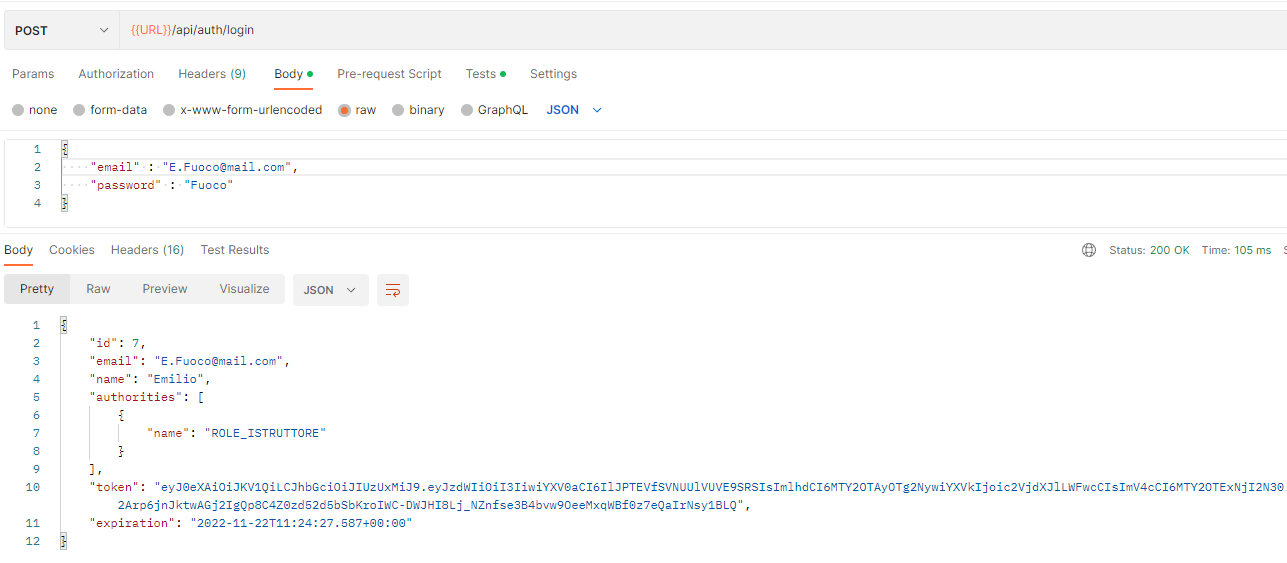 POST {{URL}}/api/auth/login
Params Authorization Headers (9) Body Pre-request Script Tests Settings
none form-data x-www-form-urlencoded raw binary GraphQL JSON
1 {
2 "email" : "E.Fuoco@mail.com",
3 "password" : "Fuoco"
4 }
Body Cookies Headers (16) Test Results Status: 200 OK Time: 105 ms S
Pretty Raw Preview Visualize JSON
1 {
2 "id": 7,
3 "email": "E.Fuoco@mail.com",
4 "name": "Emilio",
5 "authorities": [
6 {
7 "name": "ROLE_ISTRUTTORE"
8 }
9 ],
10 "token": "eyJ0eXAiOiJKV1QiLCJhbGciOiJIUzUxMiJ9.eyJzdWIiOiI3IiwiYXV0aCI6IlJPTEVfSVNUUlVUVE9SRSIsImlhdCI6MTY2OTAyOTg2NywiYXVkIjoic2VjdXJlLWFwcCIsImV4cCI6MTY2OTExNjI2N30.
2Arp6jnJktwAGj2IgQp8C4Z0zd52d5bSbKroIWC-DWJHI8Lj_NZnfse3B4bvw9OeeMxqWBf0z7eQaIrNsy1BLQ",
11 "expiration": "2022-11-22T11:24:27.587+00:00"
12 }